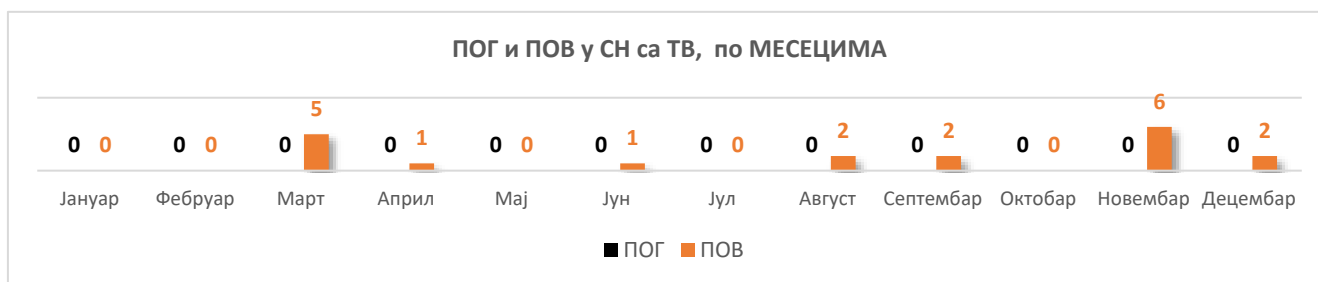 ПОГ и ПОВ у СН са ТВ, по МЕСЕЦИМА
0 0 0 0 0 5 0 1 0 0 0 1 0 0 0 2 0 2 0 0 0 6 0 2
Јануар Фебруар Март Април Мај Јун Јул Август Септембар Октобар Новембар Децембар
ПОГ ПОВ